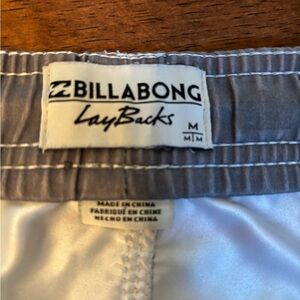 BILLABONG
LayBacks
M
M|M
MADE IN CHINA
FABRIQUÉ EN CHINE
HECHO EN CHINA